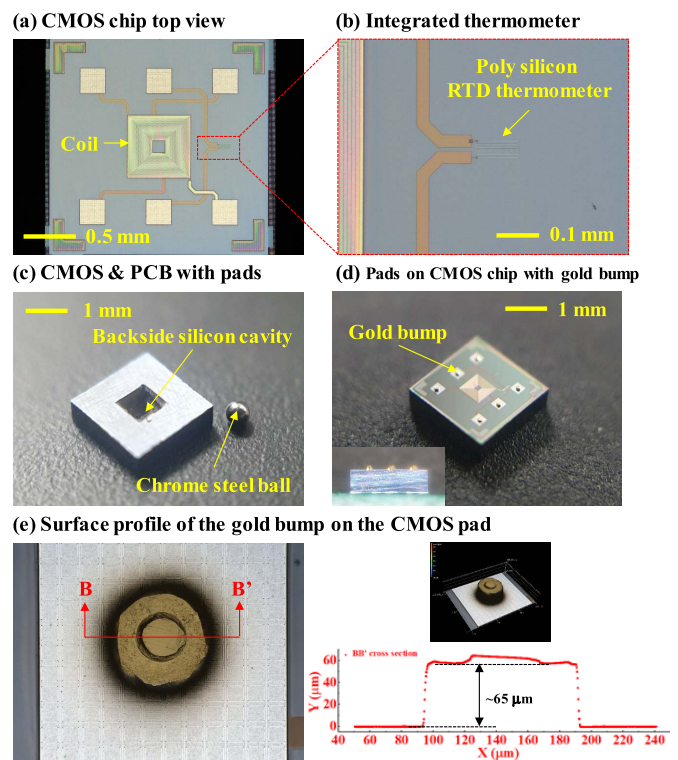 (a) CMOS chip top view
(b) Integrated thermometer
Coil
0.5 mm
Poly silicon
RTD thermometer
0.1 mm
(c) CMOS & PCB with pads
(d) Pads on CMOS chip with gold bump
1 mm
Backside silicon cavity
Chrome steel ball
1 mm
Gold bump
(e) Surface profile of the gold bump on the CMOS pad
B
B'
BB' cross section
Y (μm)
60
40
20
0
~65 μm
40 60 80 100 120 140 160 180 200 220 240
X (μm)